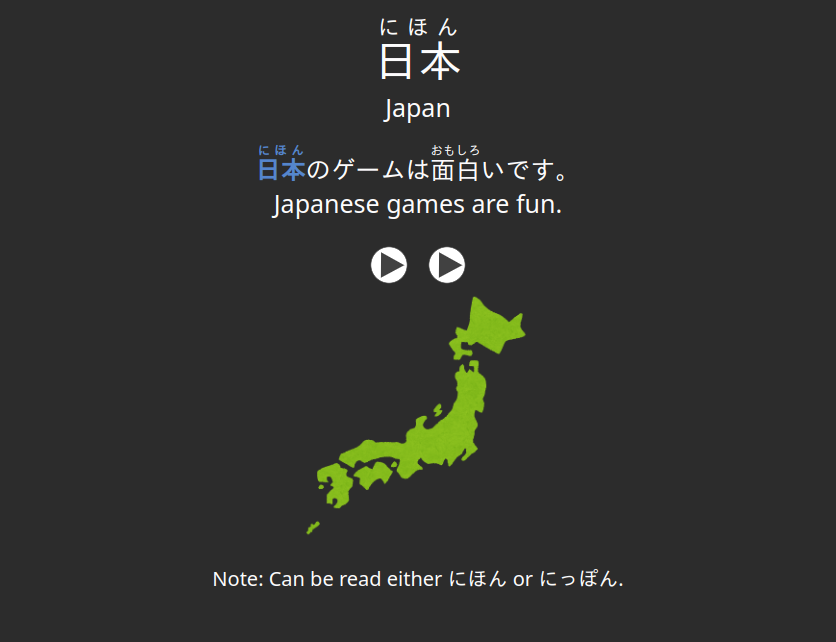 にほん
日本
Japan
にほん おもしろ
日本のゲームは面白いです。
Japanese games are fun.
Note: Can be read either にほん or にっぽん.